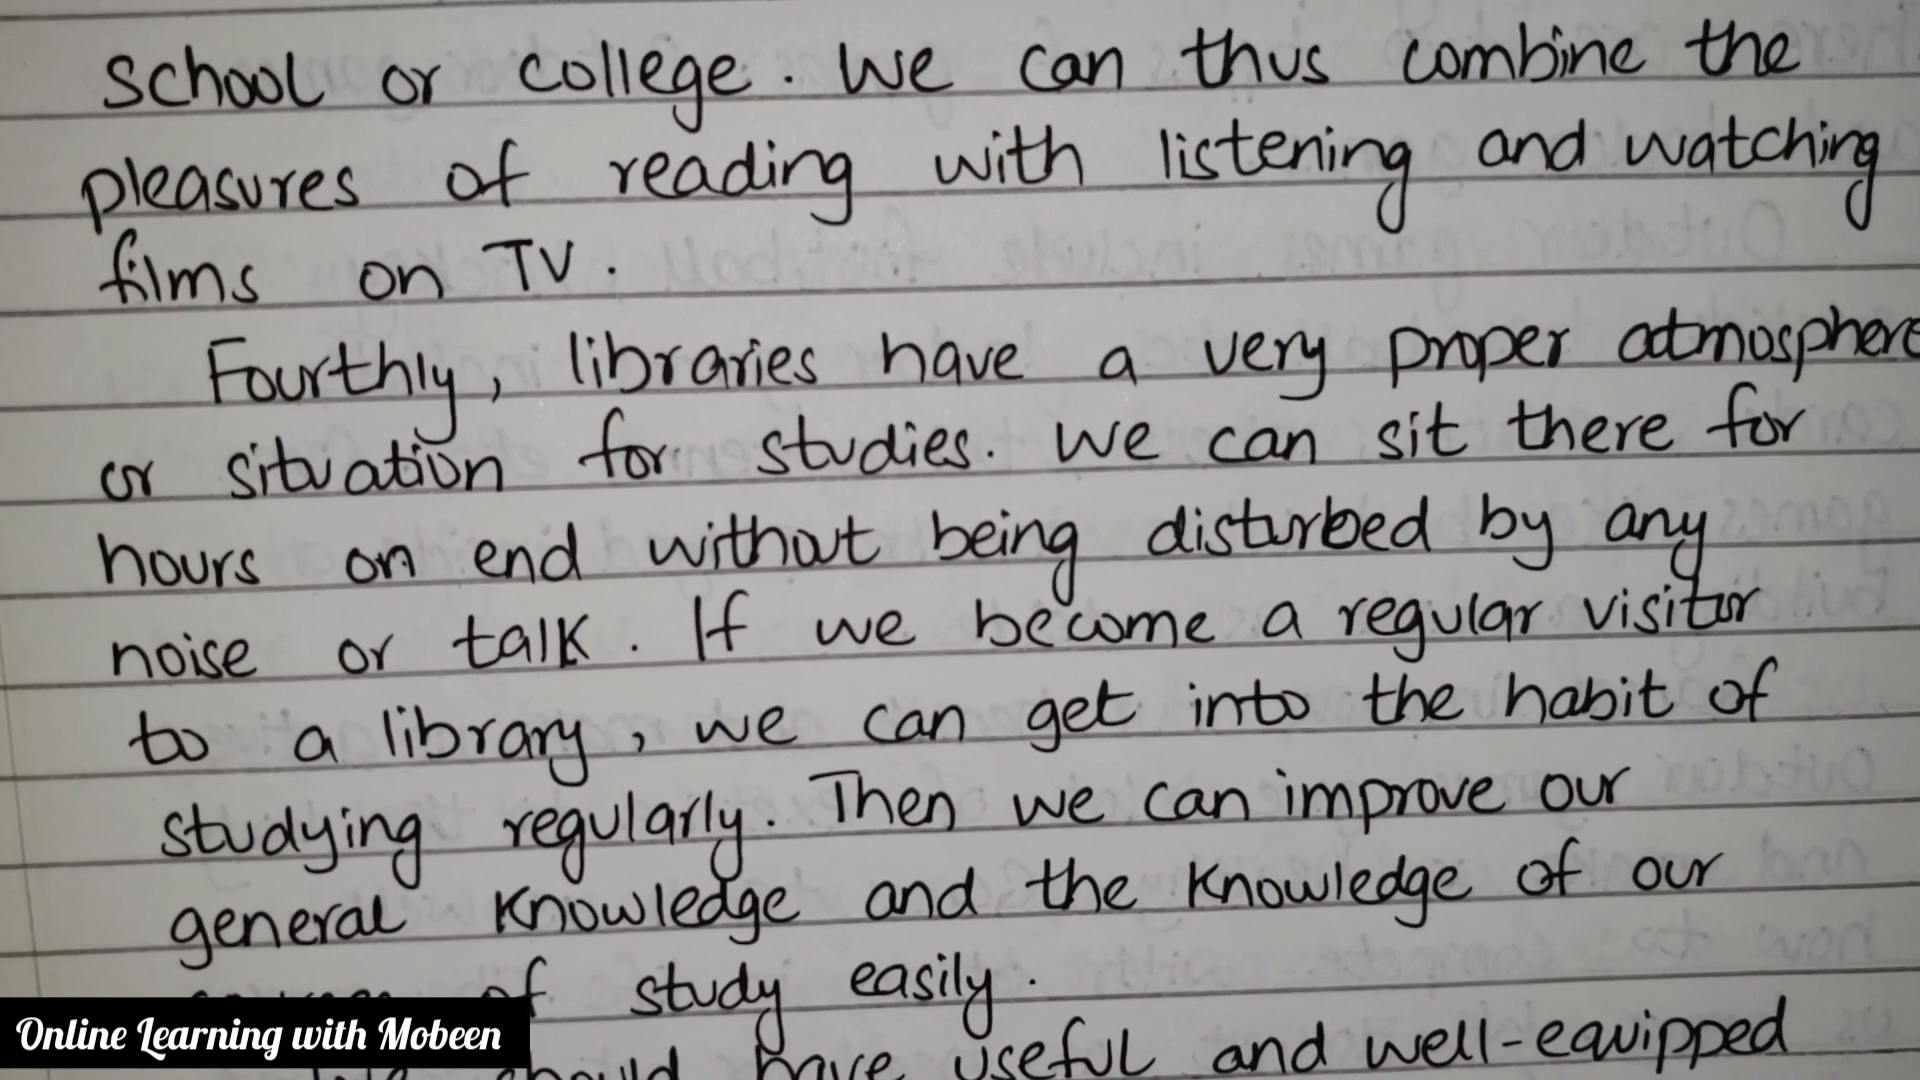 school or college. We can thus combine the
pleasures of reading with listening and watching
films on TV.
Fourthly, libraries have a very proper atmosphere
or situation for studies. We can sit there for
hours on end without being disturbed by any
noise or talk. If we become a regular visitor
to a library, we can get into the habit of
studying regularly. Then we can improve our
general knowledge and the knowledge of our
of study easily.
should have useful and well-equipped
Online Learning with Mobeen